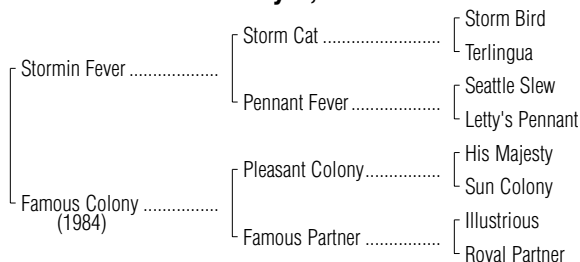 Storm Bird
Storm Cat ........................
Terlingua
Stormin Fever ..................
Seattle Slew
Pennant Fever ..................
Letty's Pennant
His Majesty
Pleasant Colony...............
Sun Colony
Famous Colony ...............
(1984)
Illustrious
Famous Partner ...............
Royal Partner